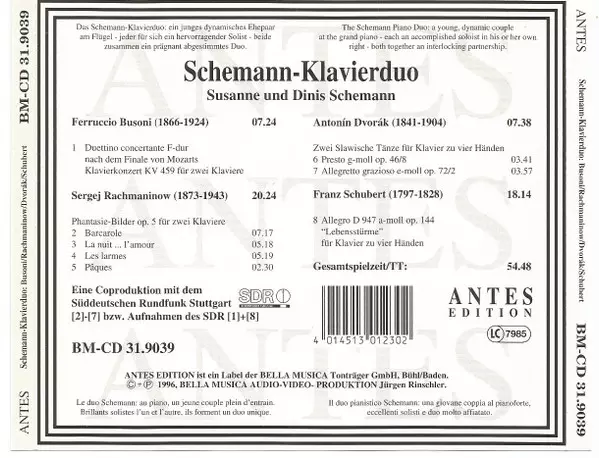 Das Schemann-Klavierduo: ein junges dynamisches Ehepaar
am Flügel - jeder für sich ein hervorragender Solist - beide
zusammen ein prägnant abgestimmtes Duo.
The Schemann Piano Duo: a young, dynamic couple
at the grand piano - each an accomplished soloist in his or her own
right - both together an interlocking partnership.
Schemann-Klavierduo
Susanne und Dinis Schemann
Ferruccio Busoni (1866-1924) 07.24
1 Duettino concertante F-dur
nach dem Finale von Mozarts
Klavierkonzert KV 459 für zwei Klaviere
Sergej Rachmaninow (1873-1943) 20.24
Phantasie-Bilder op. 5 für zwei Klaviere
2 Barcarole 07.17
3 La nuit ... l'amour 05.18
4 Les larmes 05.19
5 Pâques 02.30
Antonín Dvorák (1841-1904) 07.38
Zwei Slawische Tänze für Klavier zu vier Händen
6 Presto g-moll op. 46/8 03.41
7 Allegretto grazioso e-moll op. 72/2 03.57
Franz Schubert (1797-1828) 18.14
8 Allegro D 947 a-moll op. 144
"Lebensstürme"
für Klavier zu vier Händen
Gesamtspielzeit/TT: 54.48
Eine Coproduktion mit dem
Süddeutschen Rundfunk Stuttgart
[2]-[7] bzw. Aufnahmen des SDR [1]+[8]
SDR 1
BM-CD 31.9039
4 014513 012302
ANTES
EDITION
LC 7985
ANTES EDITION ist ein Label der BELLA MUSICA Tonträger GmbH, Bühl/Baden.
© + ℗ 1996, BELLA MUSICA AUDIO-VIDEO- PRODUKTION Jürgen Rinschler.
Le duo Schemann: au piano, un jeune couple plein d'entrain.
Brillants solistes l'un et l'autre, ils forment un duo unique.
Il duo pianistico Schemann: una giovane coppia al pianoforte,
eccellenti solisti e duo molto affiatato.
ANTES
Schemann-Klavierduo: Busoni/Rachmaninow/Dvorák/Schubert
BM-CD 31.9039
ANTES
Schemann-Klavierduo: Busoni/Rachmaninow/Dvorák/Schubert
BM-CD 31.9039
ANTES
ANTES
ANTES
ANTES